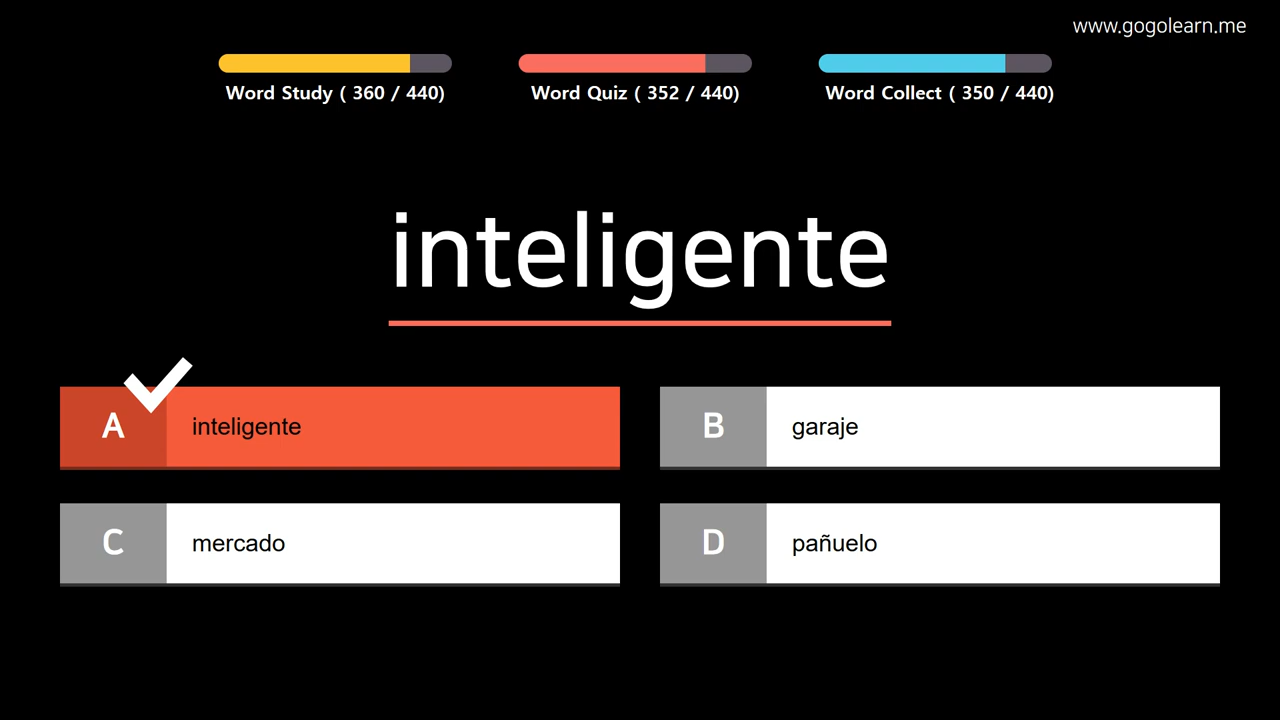 www.gogolearn.me
Word Study ( 360 / 440)
Word Quiz ( 352 / 440)
Word Collect ( 350 / 440)
inteligente
A inteligente
B garaje
C mercado
D pañuelo